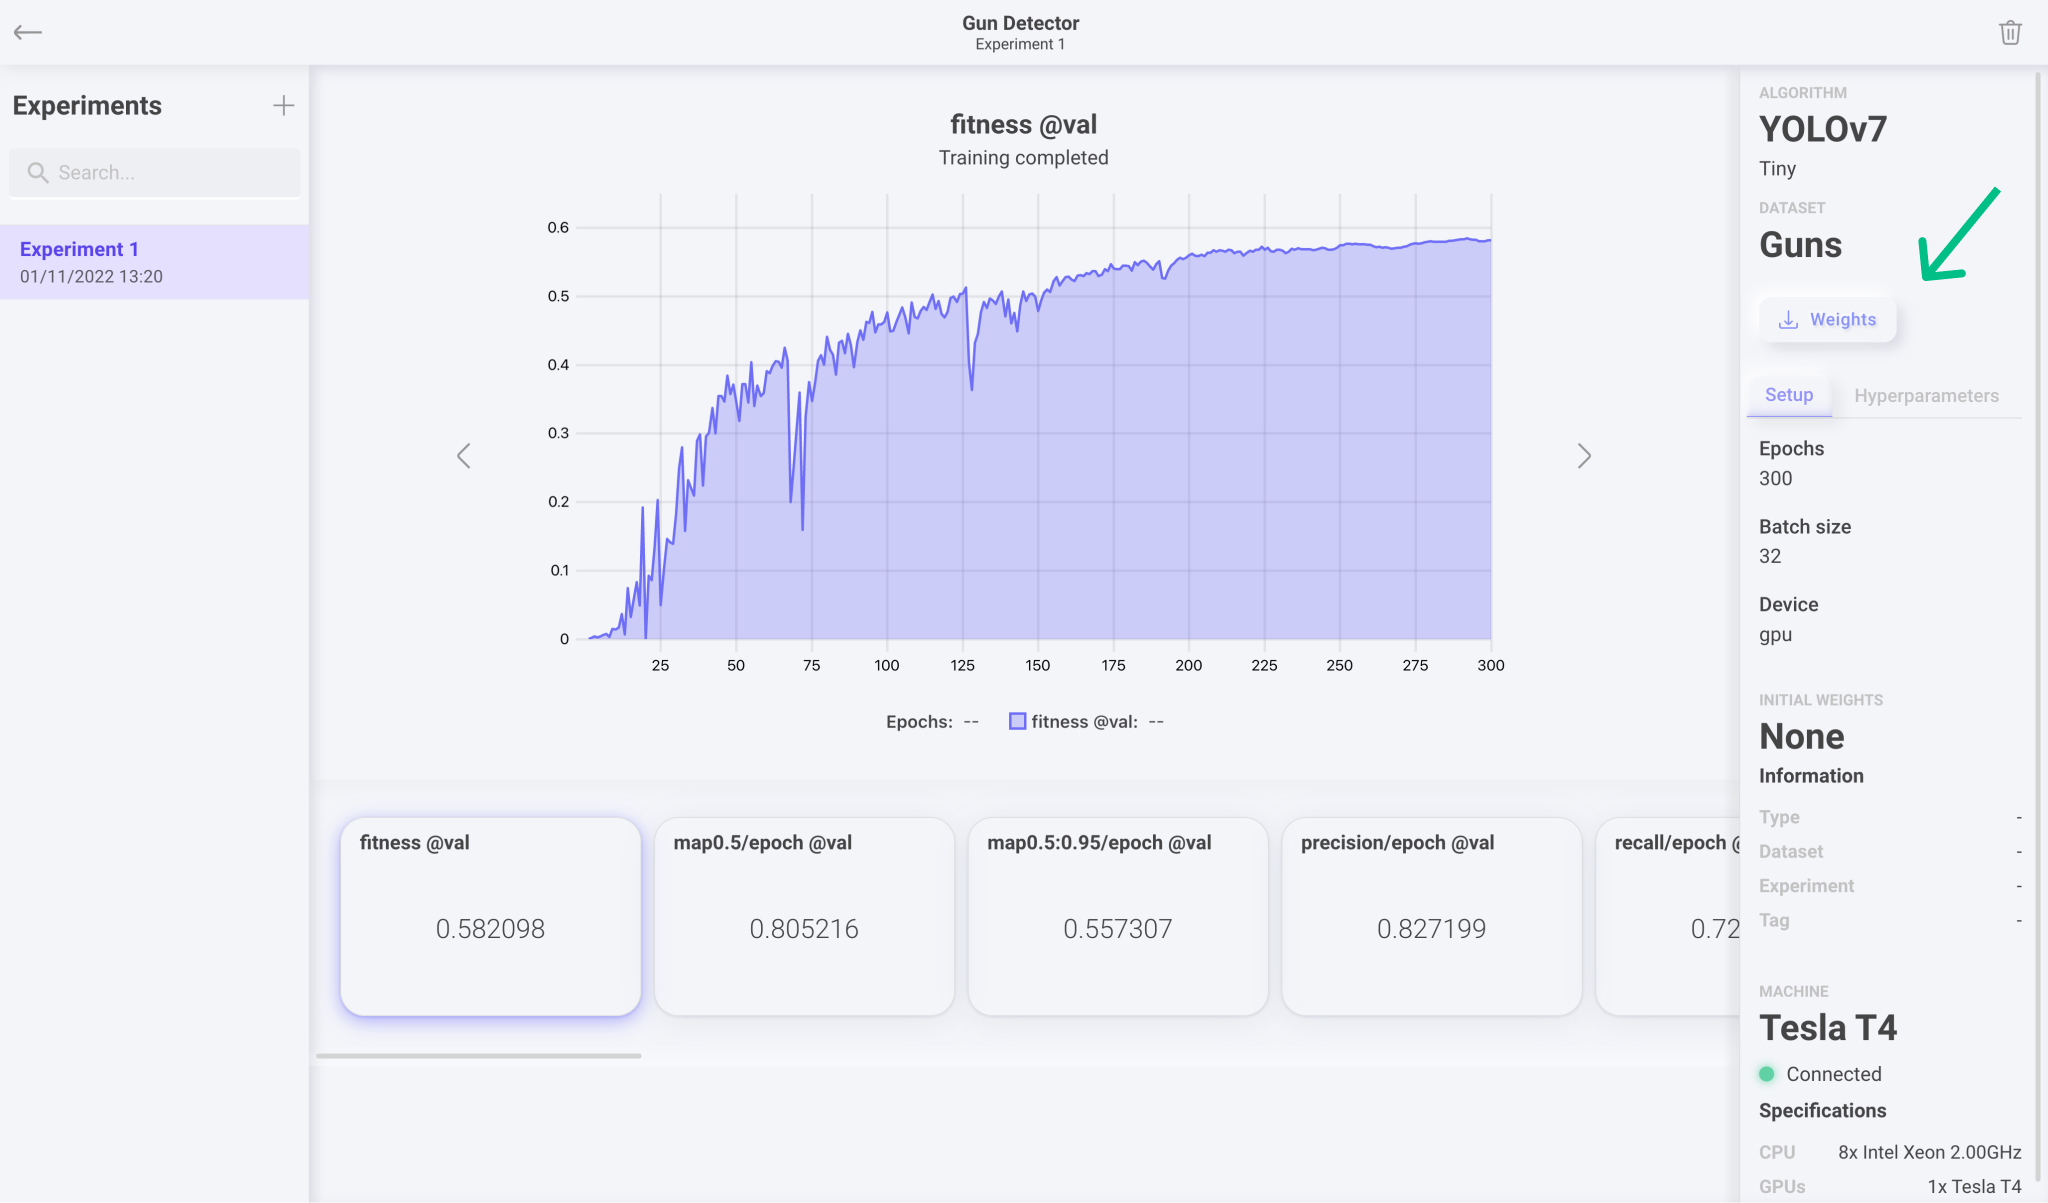 Gun Detector
Experiment 1
Experiments
Search...
Experiment 1
01/11/2022 13:20
fitness @val
Training completed
0.6
0.5
0.4
0.3
0.2
0.1
0
25 50 75 100 125 150 175 200 225 250 275 300
Epochs: -- fitness @val: --
fitness @val
0.582098
map0.5/epoch @val
0.805216
map0.5:0.95/epoch @val
0.557307
precision/epoch @val
0.827199
recall/epoch @
0.72
ALGORITHM
YOLOv7
Tiny
DATASET
Guns
Weights
Setup Hyperparameters
Epochs
300
Batch size
32
Device
gpu
INITIAL WEIGHTS
None
Information
Type -
Dataset -
Experiment -
Tag -
MACHINE
Tesla T4
Connected
Specifications
CPU 8x Intel Xeon 2.00GHz
GPUs 1x Tesla T4